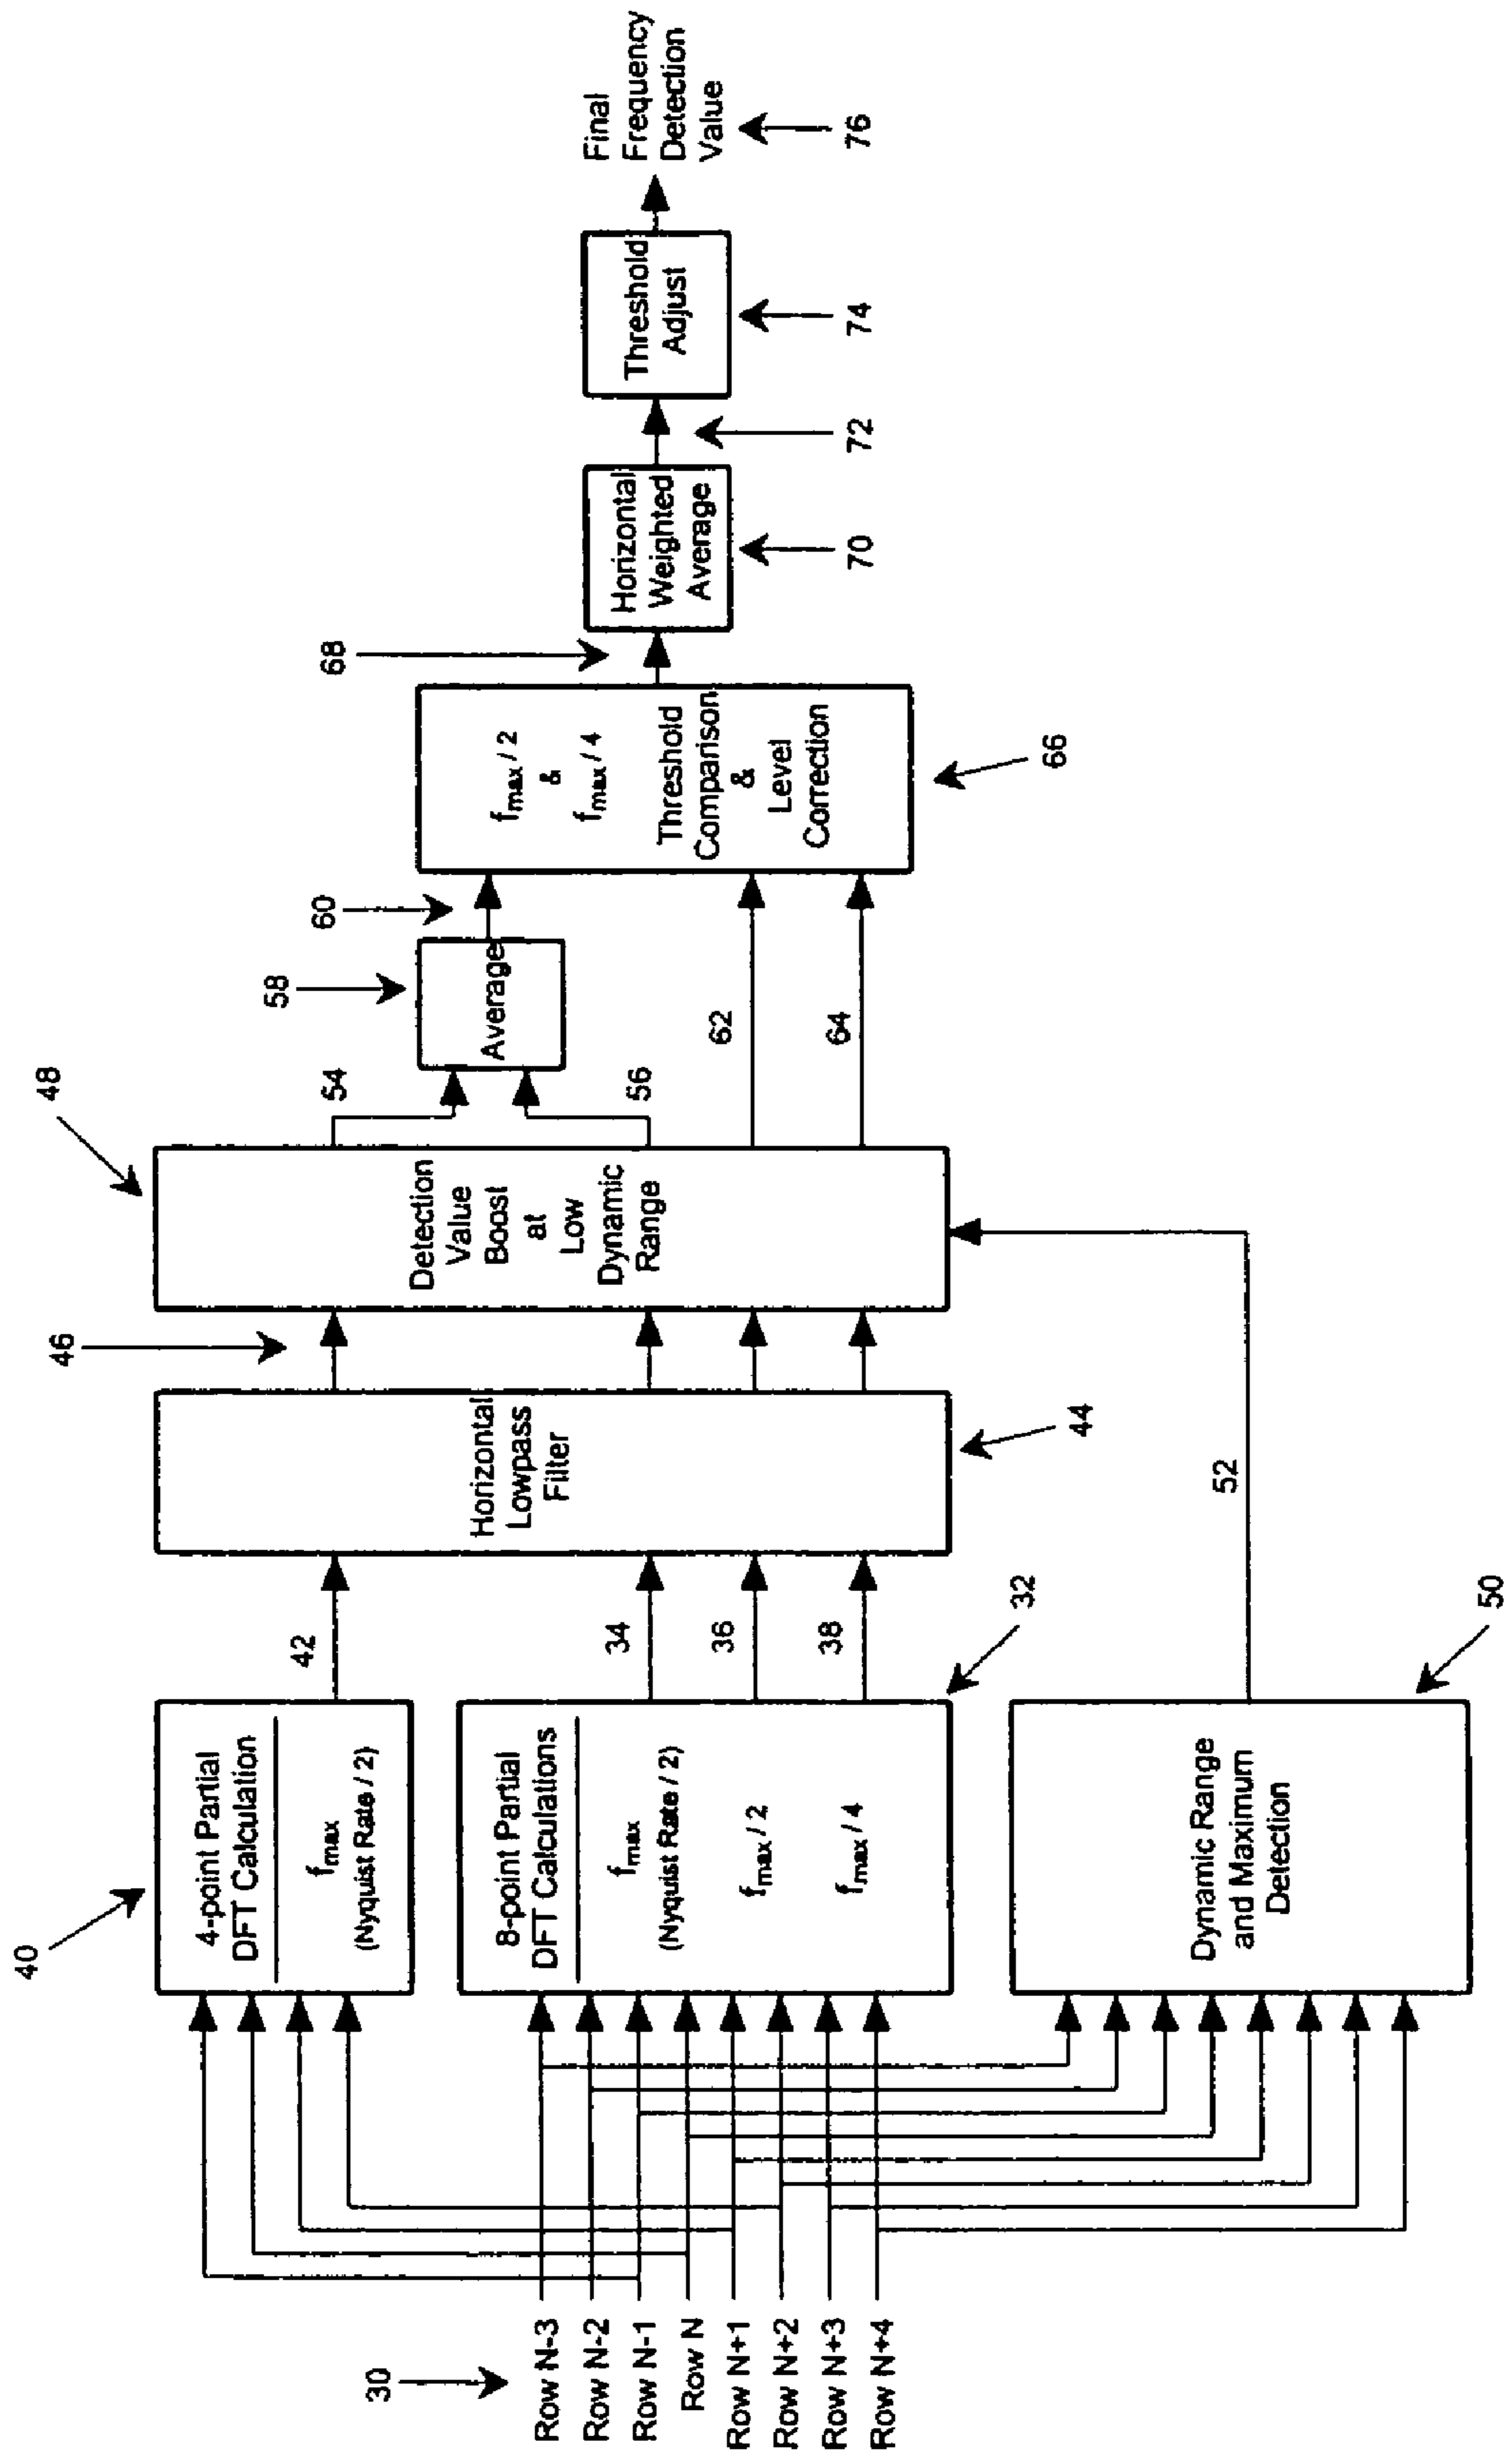 40
4-point Partial
DFT Calculation
fmax
(Nyquist Rate / 2)
42
30
Row N-3
Row N-2
Row N-1
Row N
Row N+1
Row N+2
Row N+3
Row N+4
8-point Partial
DFT Calculations
fmax
(Nyquist Rate / 2)
fmax / 2
fmax / 4
32
34
36
38
Dynamic Range
and Maximum
Detection
50
52
Horizontal
Lowpass
Filter
44
46
48
Detection
Value
Boost
at
Low
Dynamic
Range
54
56
62
64
58
Average
60
fmax / 2
&
fmax / 4
Threshold
Comparison
&
Level
Correction
66
68
Horizontal
Weighted
Average
70
72
Threshold
Adjust
74
Final
Frequency
Detection
Value
76